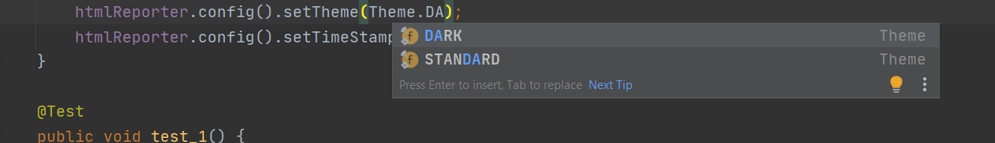 htmlReporter.config().setTheme(Theme.DA);
htmlReporter.config().setTimeStamp
DARK Theme
STANDARD Theme
Press Enter to insert, Tab to replace Next Tip
}
@Test
public void test_1() {